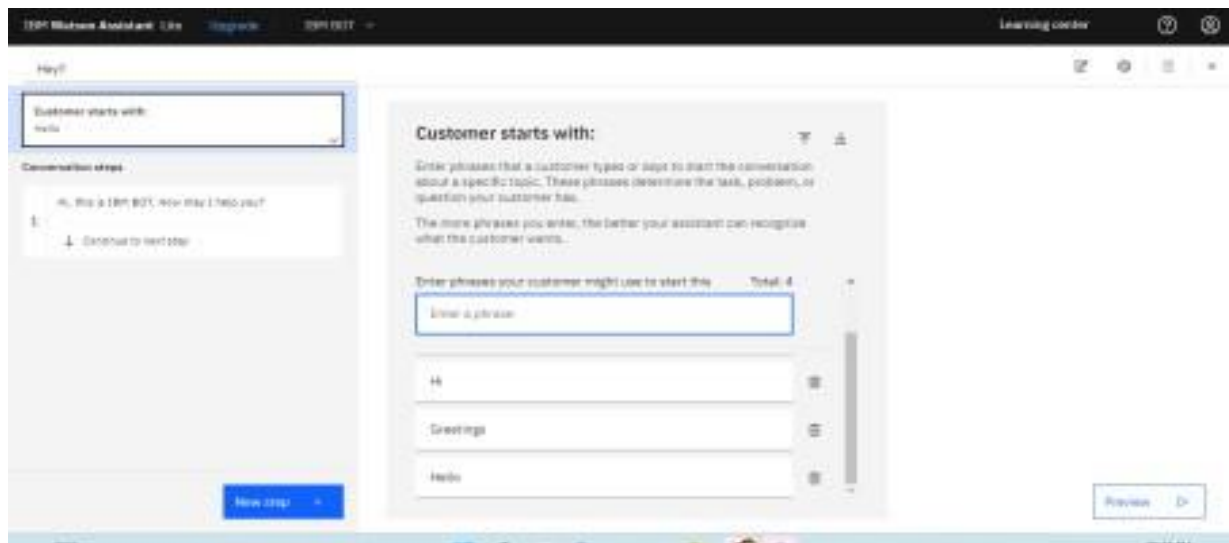 IBM Watson Assistant Lite Upgrade IBM BOT Learning center
Hey!!
Customer starts with:
Hello
Conversation steps
1
Hi, this is IBM BOT, How may I help you?
Continue to next step
New step +
Customer starts with:
Enter phrases that a customer types or says to start the conversation
about a specific topic. These phrases determine the task, problem, or
question your customer has.
The more phrases you enter, the better your assistant can recognize
what the customer wants.
Enter phrases your customer might use to start this Total: 4
Enter a phrase
Hi
Greetings
Hello
Preview